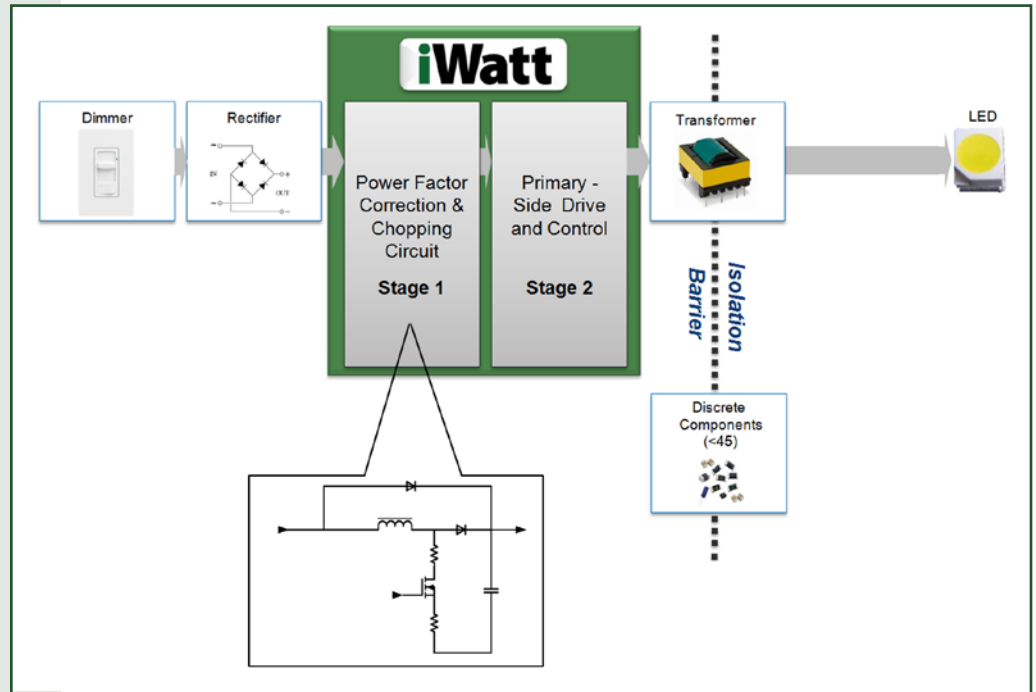 iWatt
Dimmer
Rectifier
IN
OUT
Power Factor
Correction &
Chopping
Circuit
Stage 1
Primary -
Side Drive
and Control
Stage 2
Transformer
LED
Isolation
Barrier
Discrete
Components
(<45)